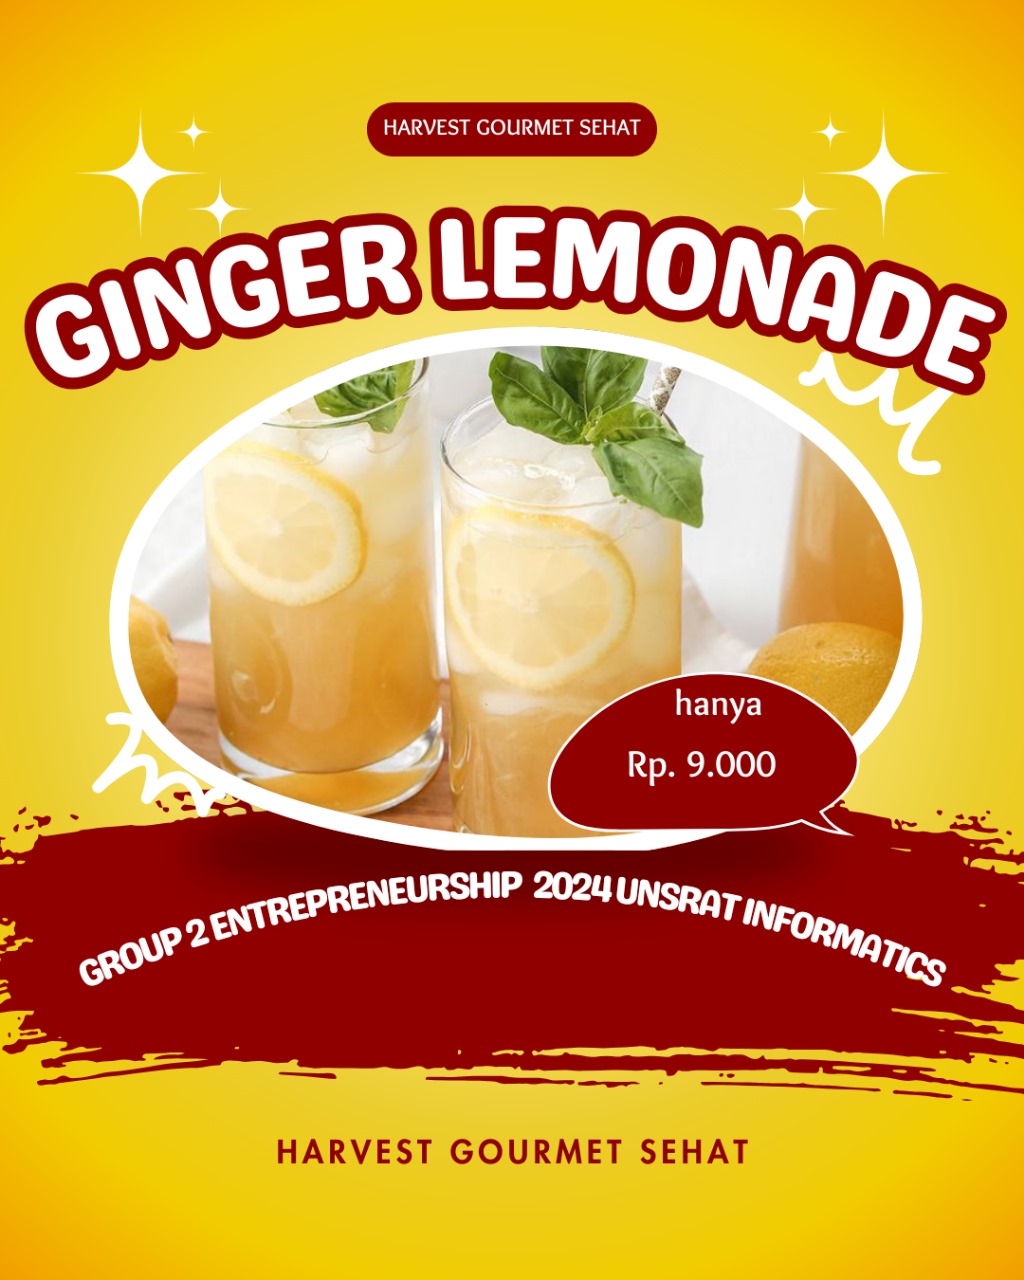 HARVEST GOURMET SEHAT
GINGER LEMONADE
hanya
Rp. 9.000
GROUP 2 ENTREPRENEURSHIP 2024 UNSRAT INFORMATICS
HARVEST GOURMET SEHAT